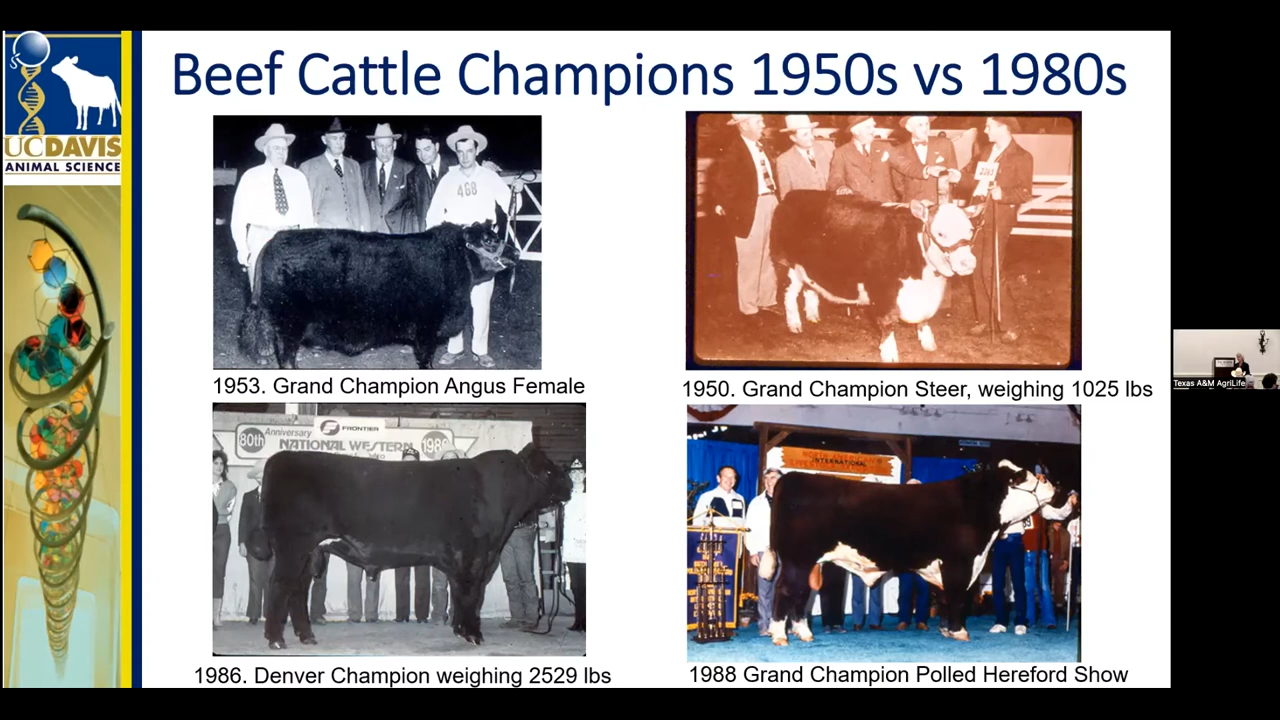 Beef Cattle Champions 1950s vs 1980s
UCDAVIS
ANIMAL SCIENCE
468
1953. Grand Champion Angus Female
1950. Grand Champion Steer, weighing 1025 lbs
FRONTIER
80th Anniversary
NATIONAL WESTERN
1986
INTERNATIONAL
1986. Denver Champion weighing 2529 lbs
1988 Grand Champion Polled Hereford Show
Texas A&M AgriLife